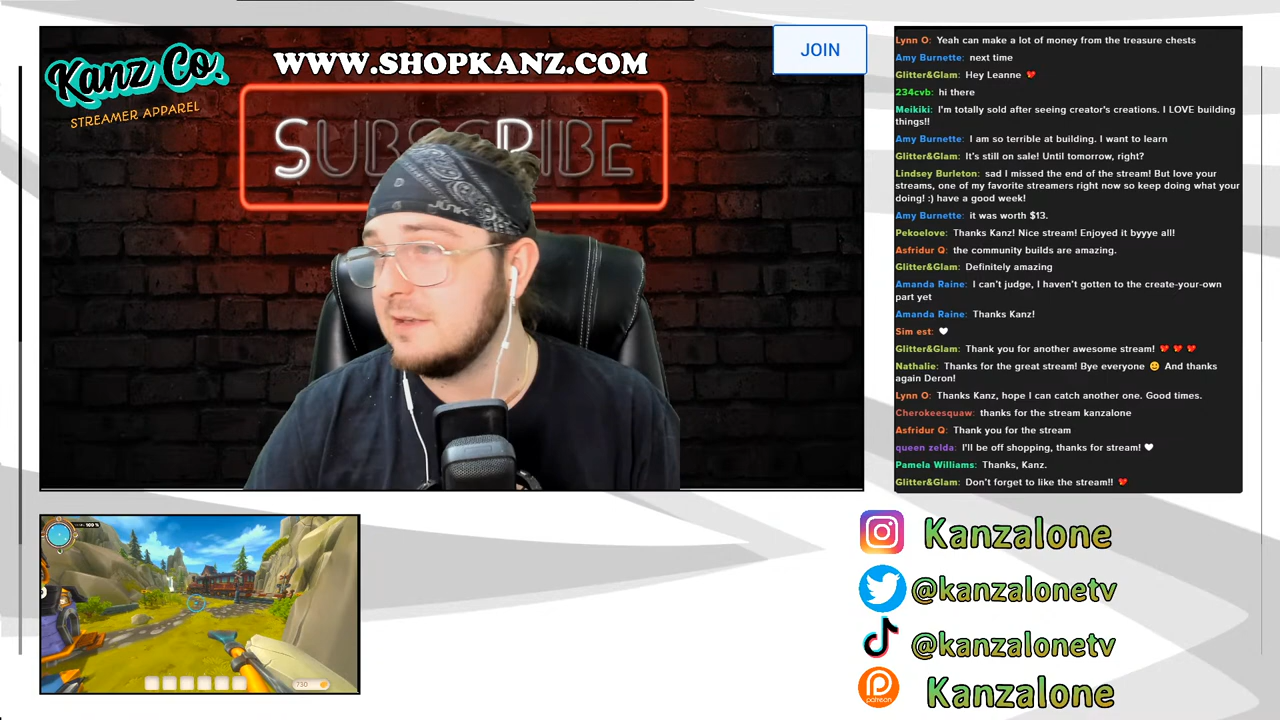 Kanz Co.
STREAMER APPAREL
WWW.SHOPKANZ.COM
JOIN
SUBSCRIBE
JUNK
Lynn O: Yeah can make a lot of money from the treasure chests
Amy Burnette: next time
Glitter&Glam: Hey Leanne
234cvb: hi there
Meikiki: I'm totally sold after seeing creator's creations. I LOVE building
things!!
Amy Burnette: I am so terrible at building. I want to learn
Glitter&Glam: It's still on sale! Until tomorrow, right?
Lindsey Burleton: sad I missed the end of the stream! But love your
streams, one of my favorite streamers right now so keep doing what your
doing! :) have a good week!
Amy Burnette: it was worth $13.
Pekoelove: Thanks Kanz! Nice stream! Enjoyed it byyye all!
Asfridur Q: the community builds are amazing.
Glitter&Glam: Definitely amazing
Amanda Raine: I can't judge, I haven't gotten to the create-your-own
part yet
Amanda Raine: Thanks Kanz!
Sim est:
Glitter&Glam: Thank you for another awesome stream!
Nathalie: Thanks for the great stream! Bye everyone And thanks
again Deron!
Lynn O: Thanks Kanz, hope I can catch another one. Good times.
Cherokeesquaw: thanks for the stream kanzalone
Asfridur Q: Thank you for the stream
queen zelda: I'll be off shopping, thanks for stream!
Pamela Williams: Thanks, Kanz.
Glitter&Glam: Don't forget to like the stream!!
100 %
730
Kanzalone
@kanzalonetv
@kanzalonetv
PATREON
Kanzalone